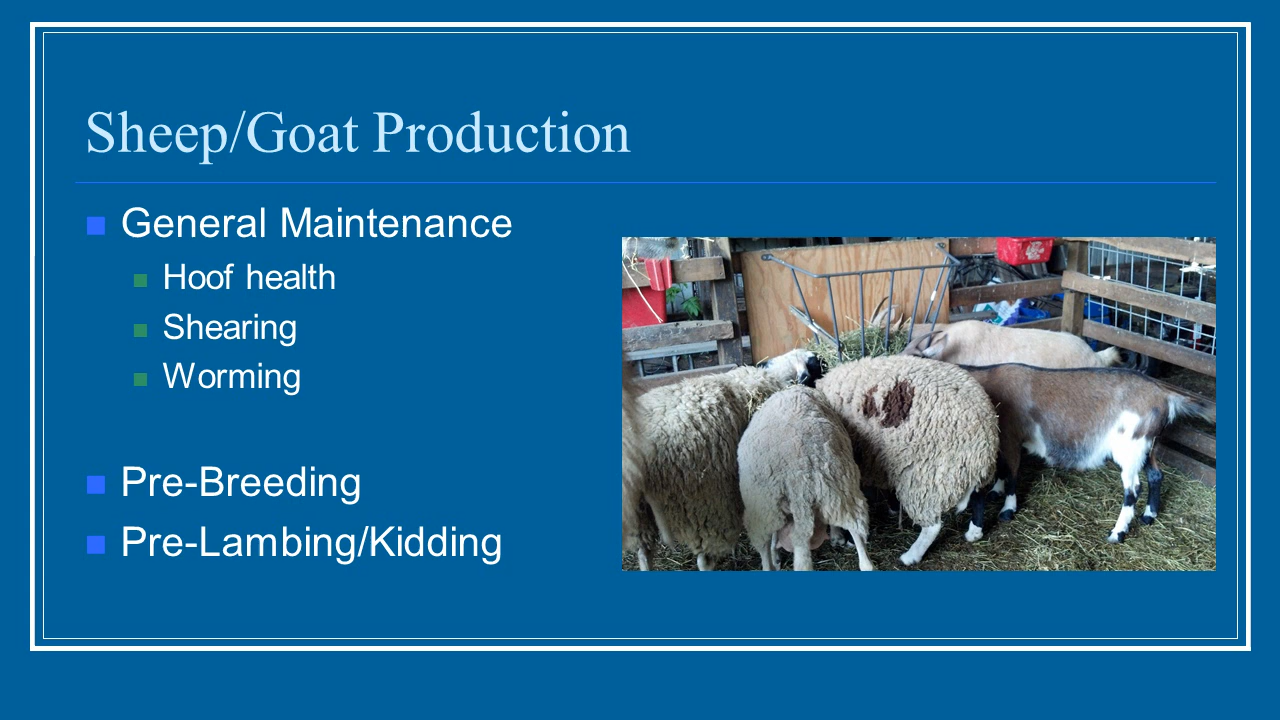 Sheep/Goat Production
General Maintenance
Hoof health
Shearing
Worming
Pre-Breeding
Pre-Lambing/Kidding